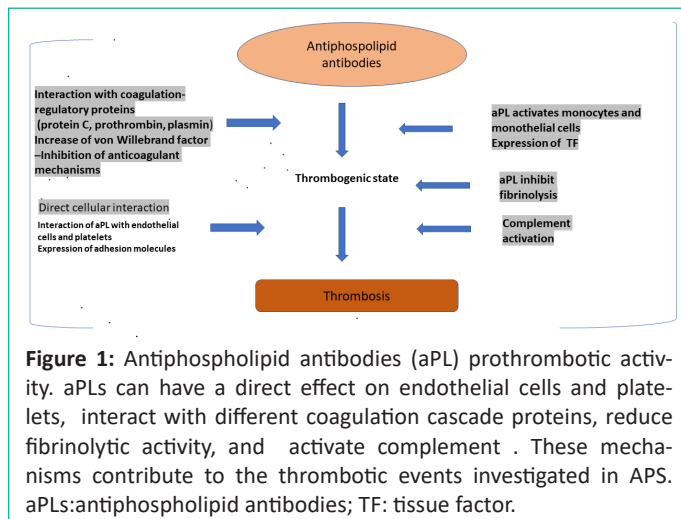 Antiphospolipid
antibodies
Interaction with coagulation-
regulatory proteins
(protein C, prothrombin, plasmin)
Increase of von Willebrand factor
–Inhibition of anticoagulant
mechanisms
aPL activates monocytes and
monothelial cells
Expression of TF
Thrombogenic state
aPL inhibit
fibrinolysis
Direct cellular interaction
Interaction of aPL with endothelial
cells and platelets
Expression of adhesion molecules
Complement
activation
Thrombosis
Figure 1: Antiphospholipid antibodies (aPL) prothrombotic activ-
ity. aPLs can have a direct effect on endothelial cells and plate-
lets, interact with different coagulation cascade proteins, reduce
fibrinolytic activity, and activate complement . These mecha-
nisms contribute to the thrombotic events investigated in APS.
aPLs:antiphospholipid antibodies; TF: tissue factor.